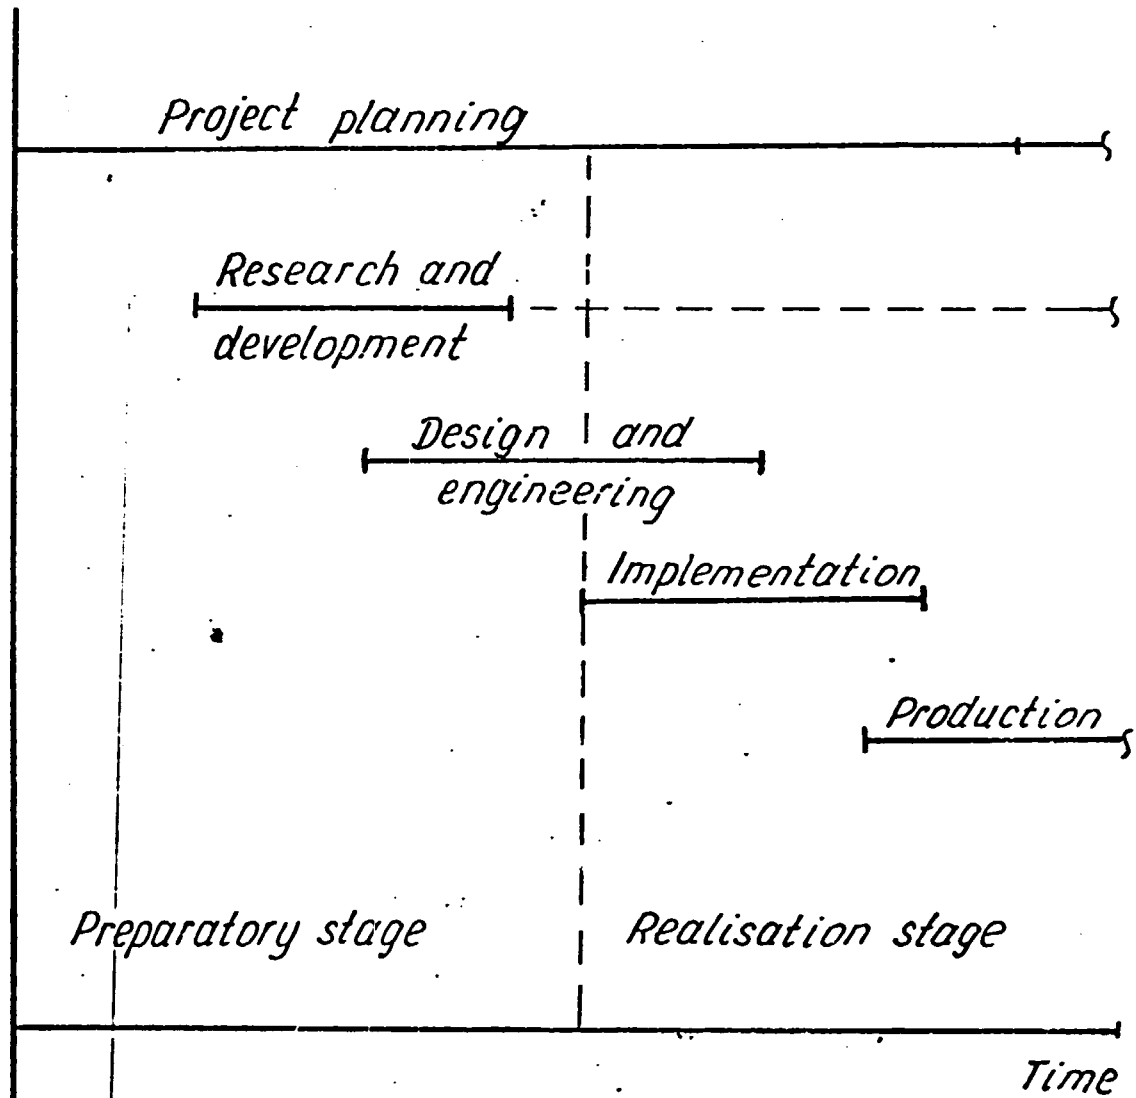 Project planning
Research and
development
Design and
engineering
Implementation
Production
Preparatory stage
Realisation stage
Time